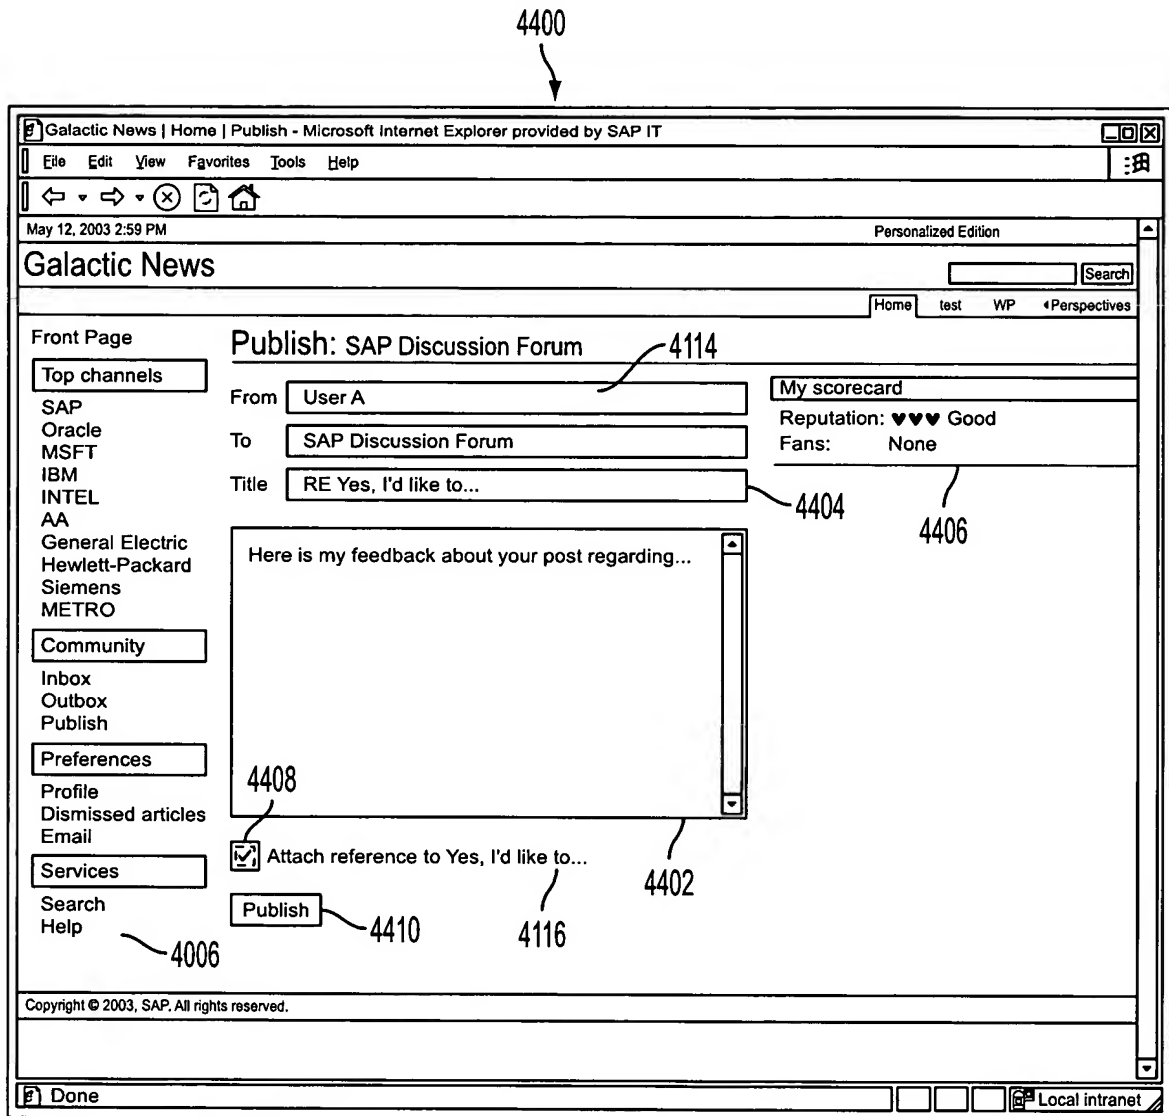 4400
Galactic News | Home | Publish - Microsoft Internet Explorer provided by SAP IT
File Edit View Favorites Tools Help
May 12, 2003 2:59 PM
Personalized Edition
Galactic News
Search
Home test WP Perspectives
Front Page
Top channels
SAP
Oracle
MSFT
IBM
INTEL
AA
General Electric
Hewlett-Packard
Siemens
METRO
Community
Inbox
Outbox
Publish
Preferences
Profile
Dismissed articles
Email
Services
Search
Help
4006
Publish: SAP Discussion Forum
4114
From User A
To SAP Discussion Forum
Title RE Yes, I'd like to...
4404
Here is my feedback about your post regarding...
4408
4402
Attach reference to Yes, I'd like to...
4116
Publish
4410
My scorecard
Reputation: ♥♥♥ Good
Fans: None
4406
Copyright © 2003, SAP. All rights reserved.
Done
Local intranet